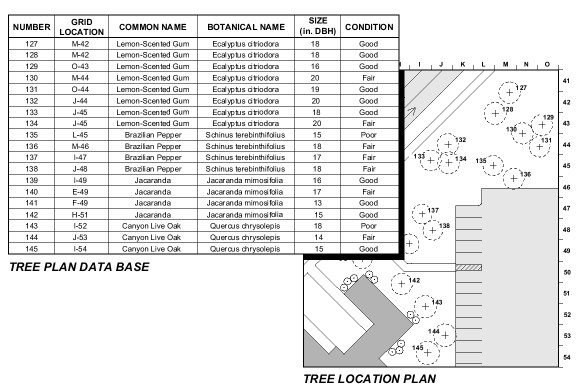 NUMBER GRID LOCATION COMMON NAME BOTANICAL NAME SIZE (in. DBH) CONDITION
127 M-42 Lemon-Scented Gum Ecalyptus citriodora 18 Good
128 M-42 Lemon-Scented Gum Ecalyptus citriodora 18 Good
129 O-43 Lemon-Scented Gum Ecalyptus citriodora 16 Good
130 M-44 Lemon-Scented Gum Ecalyptus citriodora 20 Fair
131 O-44 Lemon-Scented Gum Ecalyptus citriodora 19 Good
132 J-44 Lemon-Scented Gum Ecalyptus citriodora 20 Good
133 J-45 Lemon-Scented Gum Ecalyptus citriodora 18 Good
134 J-45 Lemon-Scented Gum Ecalyptus citriodora 20 Fair
135 L-45 Brazilian Pepper Schinus terebinthifolius 15 Poor
136 M-46 Brazilian Pepper Schinus terebinthifolius 18 Fair
137 I-47 Brazilian Pepper Schinus terebinthifolius 17 Fair
138 J-48 Brazilian Pepper Schinus terebinthifolius 18 Fair
139 I-49 Jacaranda Jacaranda mimosifolia 16 Good
140 E-49 Jacaranda Jacaranda mimosifolia 17 Fair
141 F-49 Jacaranda Jacaranda mimosifolia 13 Good
142 H-51 Jacaranda Jacaranda mimosifolia 15 Good
143 I-52 Canyon Live Oak Quercus chrysolepis 18 Poor
144 J-53 Canyon Live Oak Quercus chrysolepis 14 Fair
145 I-54 Canyon Live Oak Quercus chrysolepis 15 Good
TREE PLAN DATA BASE
I J K L M N O
41
127
42
128
129
130
43
132
131
44
133
134
135
45
136
46
137
47
138
48
49
50
142
51
143
52
144
53
145
54
TREE LOCATION PLAN